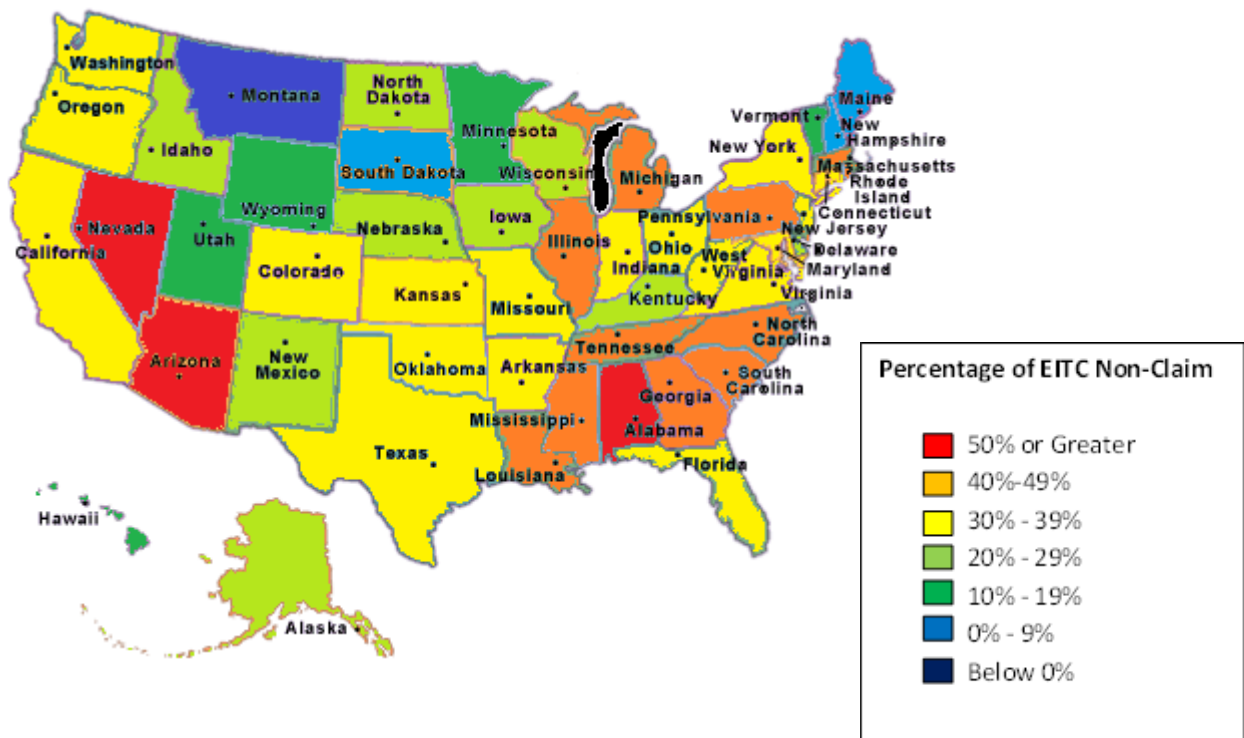 Washington
Oregon
Idaho
Montana
North
Dakota
Minnesota
South Dakota
Wyoming
Wisconsin
Michigan
Vermont
Maine
New
Hampshire
New York
Massachusetts
Rhode
Island
Connecticut
New Jersey
Delaware
Maryland
Pennsylvania
California
Nevada
Utah
Colorado
Nebraska
Iowa
Illinois
Indiana
Ohio
West
Virginia
Virginia
Kansas
Missouri
Kentucky
Tennessee
North
Carolina
South
Carolina
Arizona
New
Mexico
Oklahoma
Arkansas
Mississippi
Alabama
Georgia
Texas
Louisiana
Florida
Hawaii
Alaska
Percentage of EITC Non-Claim
50% or Greater
40%-49%
30% - 39%
20% - 29%
10% - 19%
0% - 9%
Below 0%